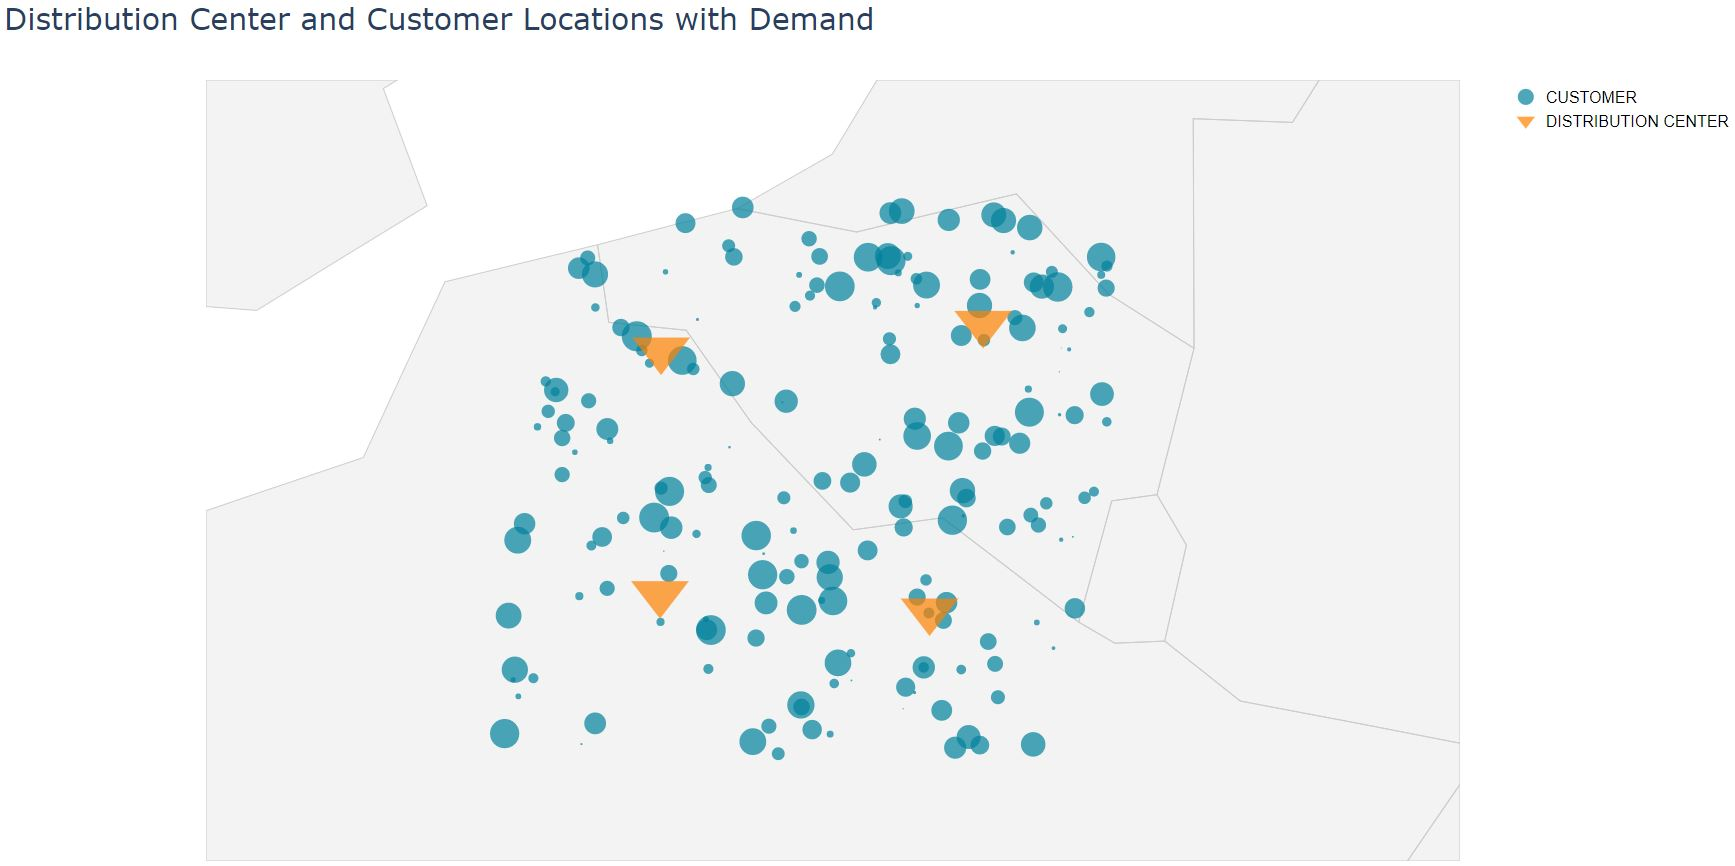 Distribution Center and Customer Locations with Demand
CUSTOMER
DISTRIBUTION CENTER